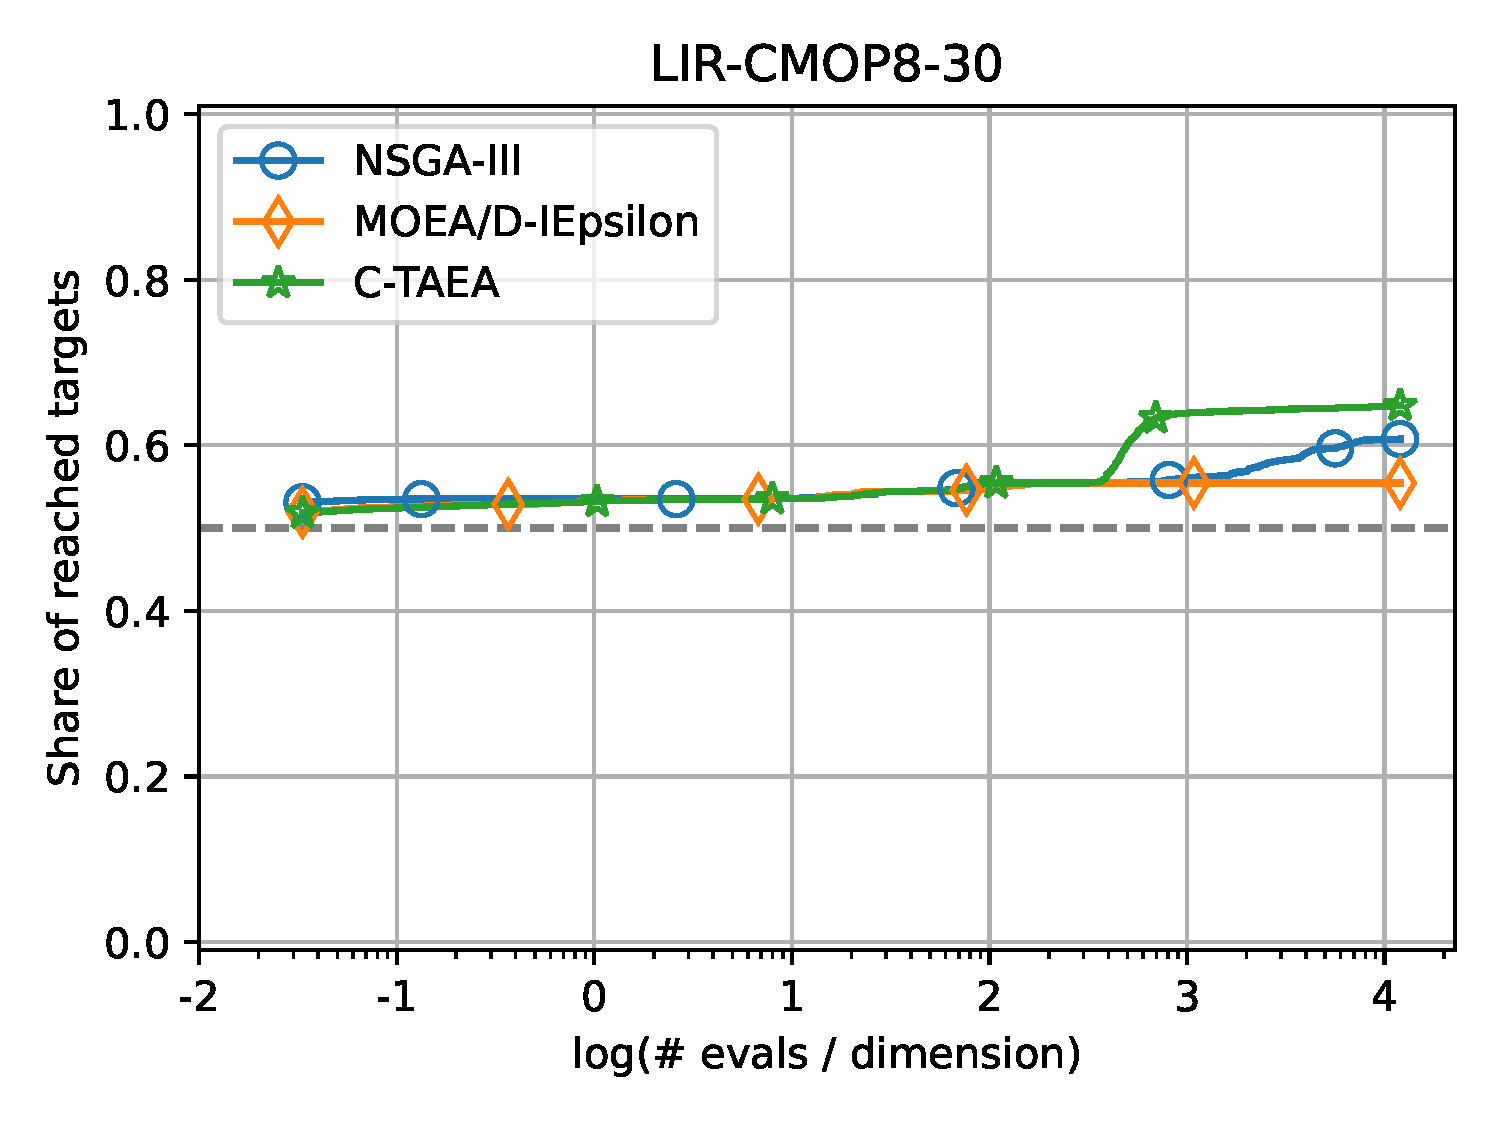 LIR-CMOP8-30
NSGA-III
MOEA/D-IEpsilon
C-TAEA
Share of reached targets
1.0
0.8
0.6
0.4
0.2
0.0
-2 -1 0 1 2 3 4
log(# evals / dimension)